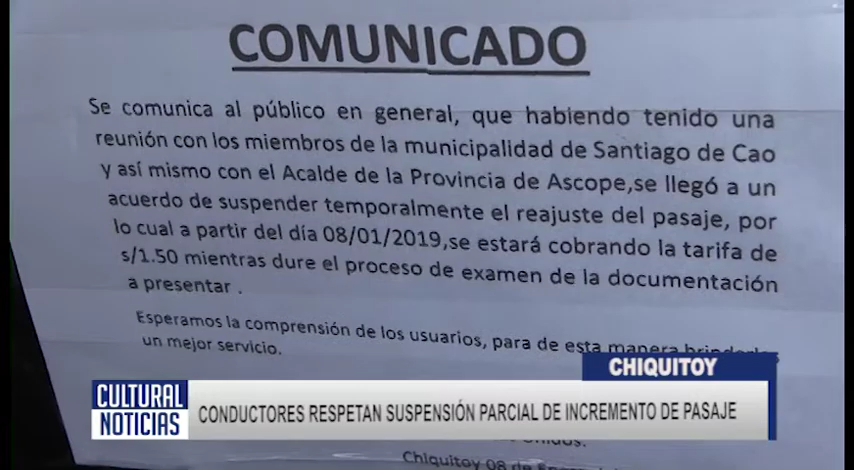 COMUNICADO
Se comunica al público en general, que habiendo tenido una
reunión con los miembros de la municipalidad de Santiago de Cao
y así mismo con el Acalde de la Provincia de Ascope,se llegó a un
acuerdo de suspender temporalmente el reajuste del pasaje, por
lo cual a partir del día 08/01/2019,se estará cobrando la tarifa de
s/1.50 mientras dure el proceso de examen de la documentación
a presentar .
Esperamos la comprensión de los usuarios, para de esta manera
un mejor servicio.
CHIQUITOY
CULTURAL
NOTICIAS
CONDUCTORES RESPETAN SUSPENSIÓN PARCIAL DE INCREMENTO DE PASAJE
Chiquitoy 08 de